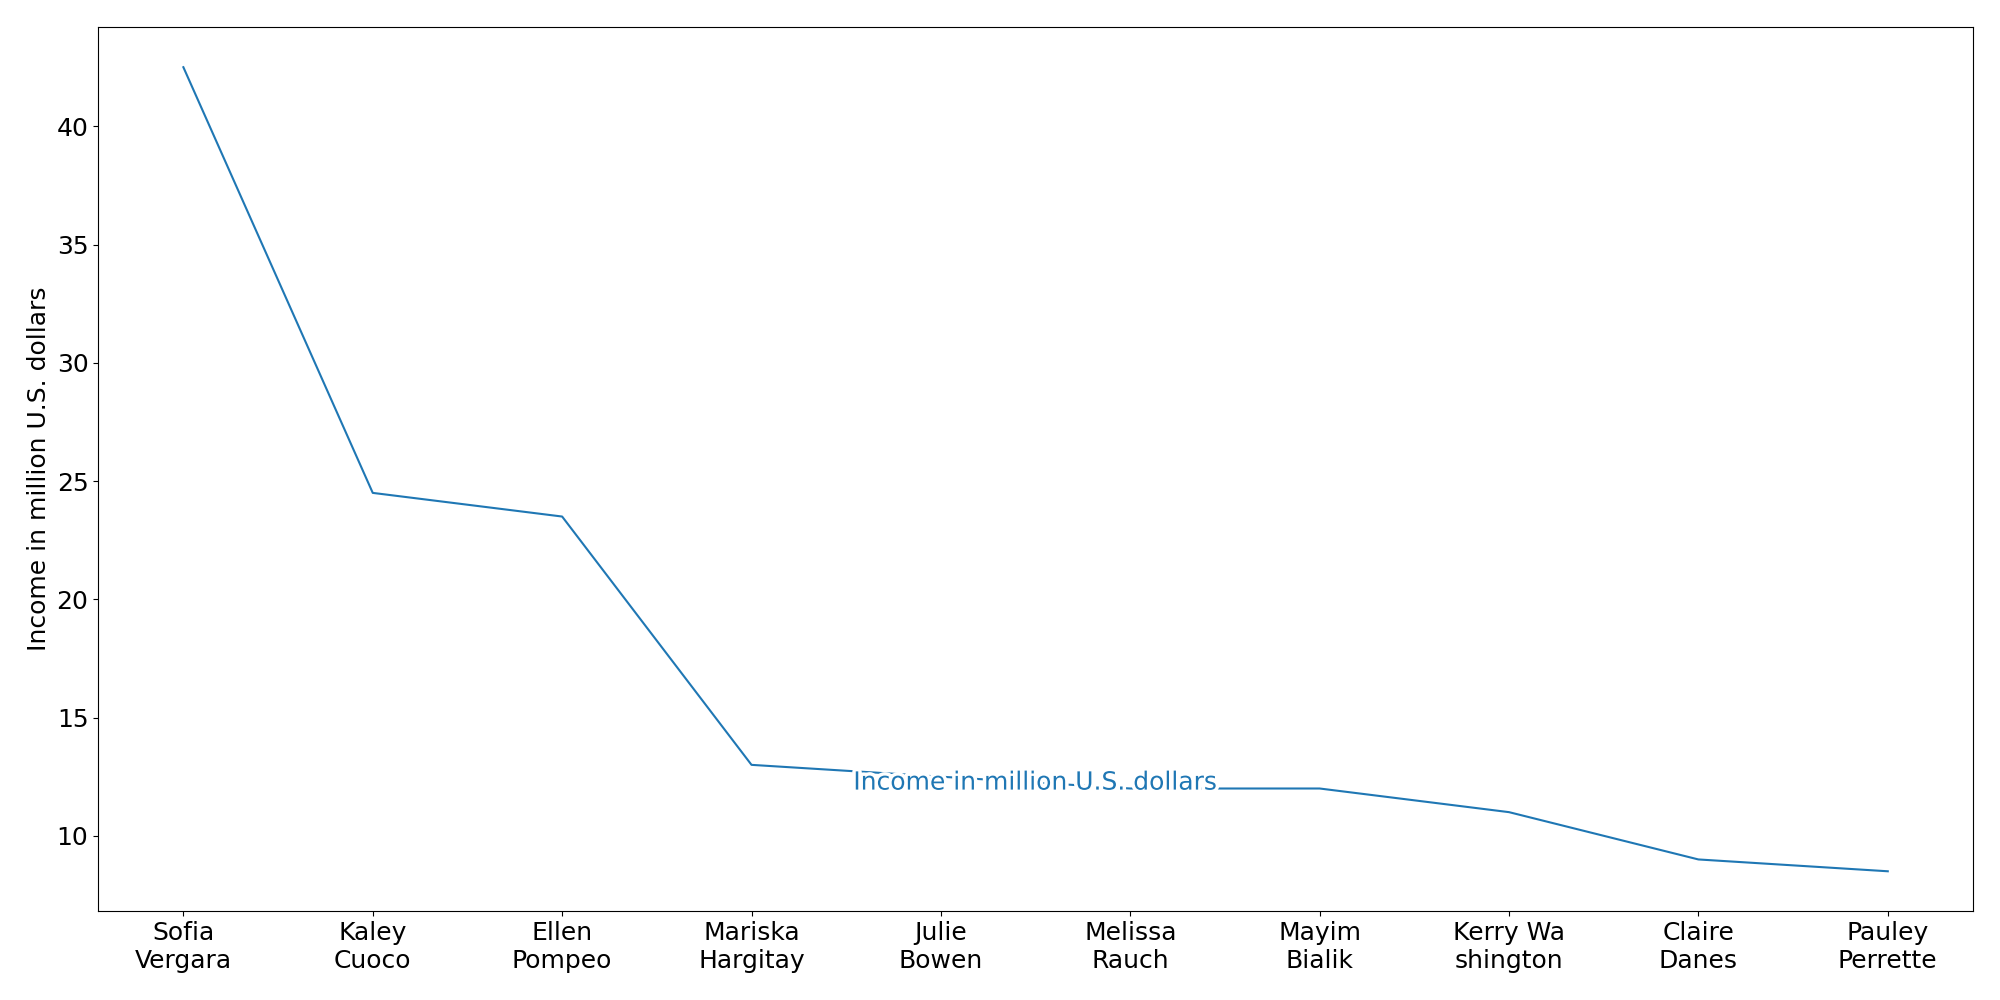 Income in million U.S. dollars
40
35
30
25
20
15
10
Income in million U.S. dollars
Sofia
Vergara
Kaley
Cuoco
Ellen
Pompeo
Mariska
Hargitay
Julie
Bowen
Melissa
Rauch
Mayim
Bialik
Kerry Wa
shington
Claire
Danes
Pauley
Perrette